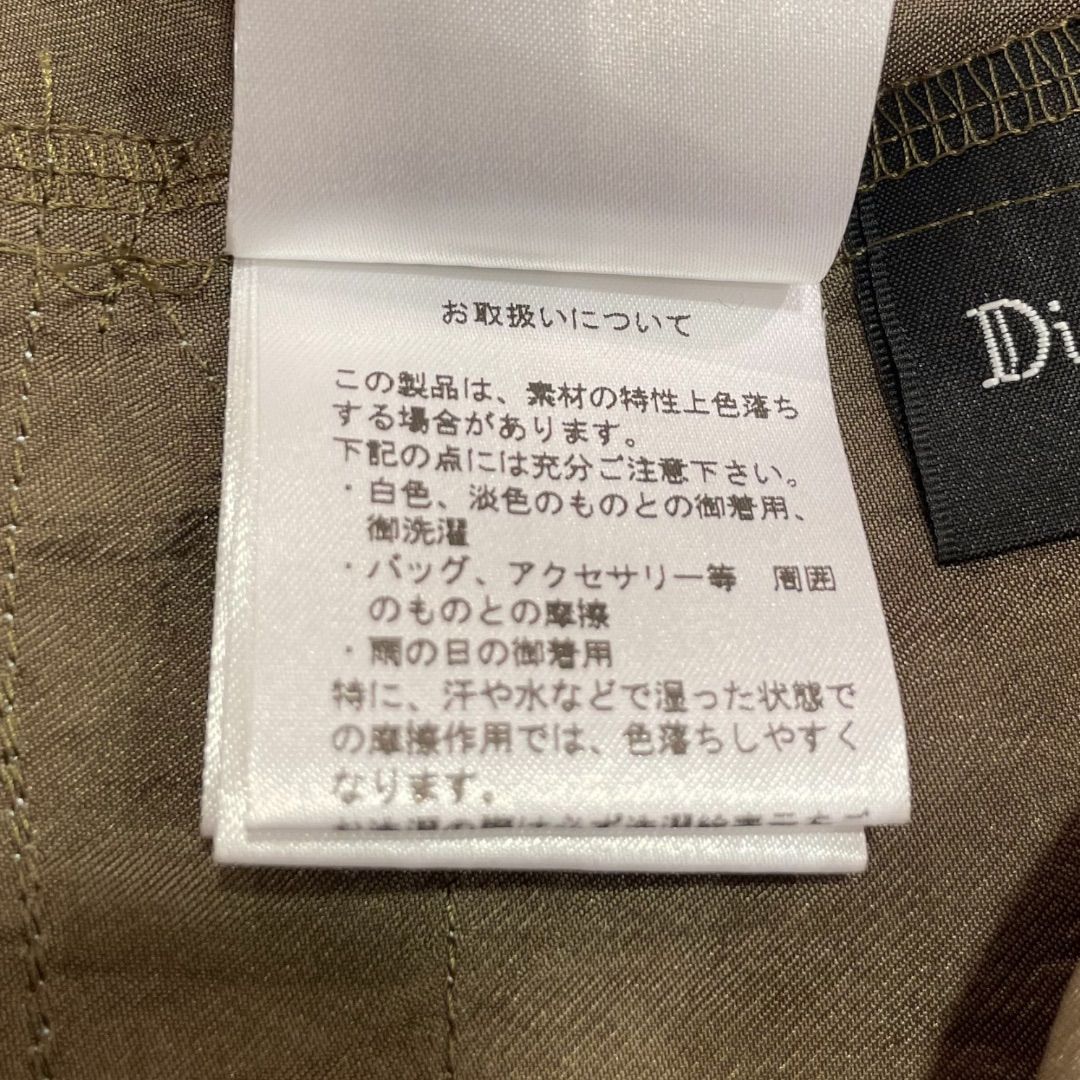 お取扱いについて
この製品は、素材の特性上色落ち
する場合があります。
下記の点には充分ご注意下さい。
・白色、淡色のものとの御着用、
御洗濯
・バッグ、アクセサリー等　周囲
のものとの摩擦
・雨の日の御着用
特に、汗や水などで湿った状態で
の摩擦作用では、色落ちしやすく
なります。
Di